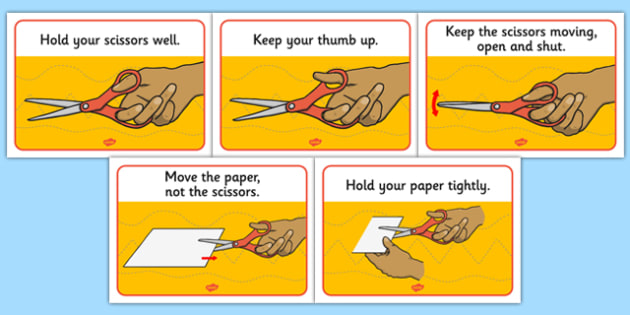 Hold your scissors well.
Keep your thumb up.
Keep the scissors moving,
open and shut.
Move the paper,
not the scissors.
Hold your paper tightly.